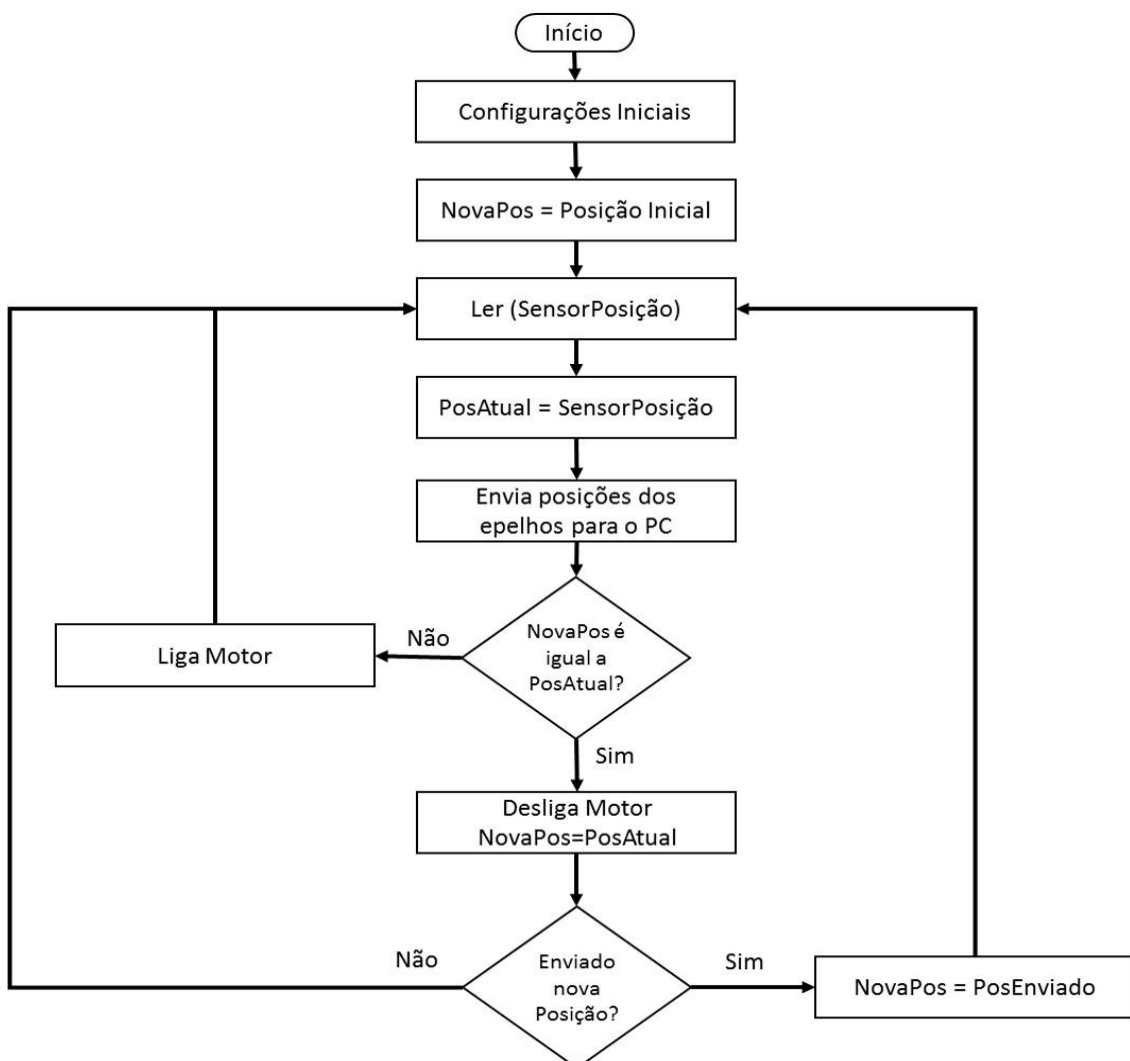 Início
Configurações Iniciais
NovaPos = Posição Inicial
Ler (SensorPosição)
PosAtual = SensorPosição
Envia posições dos
epelhos para o PC
NovaPos é
igual a
PosAtual?
Não
Liga Motor
Sim
Desliga Motor
NovaPos=PosAtual
Enviado
nova
Posição?
Não
Sim
NovaPos = PosEnviado